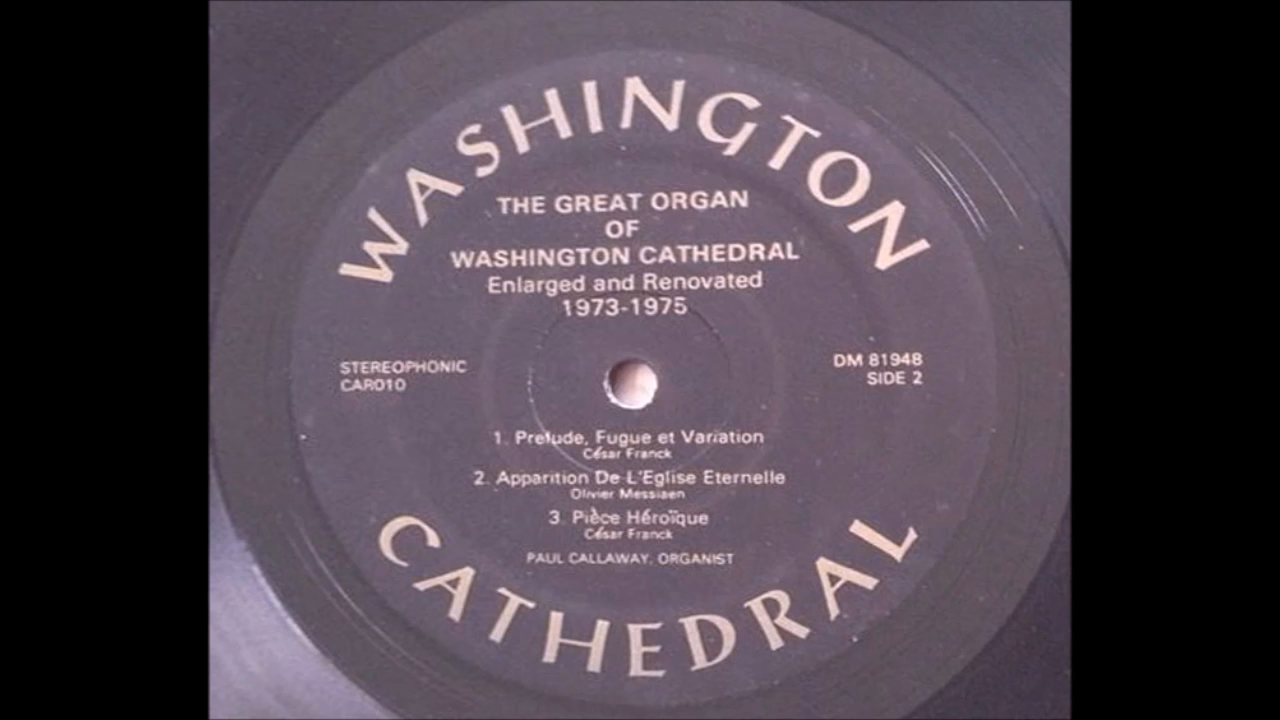 WASHINGTON
THE GREAT ORGAN
OF
WASHINGTON CATHEDRAL
Enlarged and Renovated
1973-1975
STEREOPHONIC
CAR010
DM 81948
SIDE 2
1. Prelude, Fugue et Variation
César Franck
2. Apparition De L'Eglise Eternelle
Olivier Messiaen
3. Pièce Héroïque
César Franck
PAUL CALLAWAY, ORGANIST
CATHEDRAL